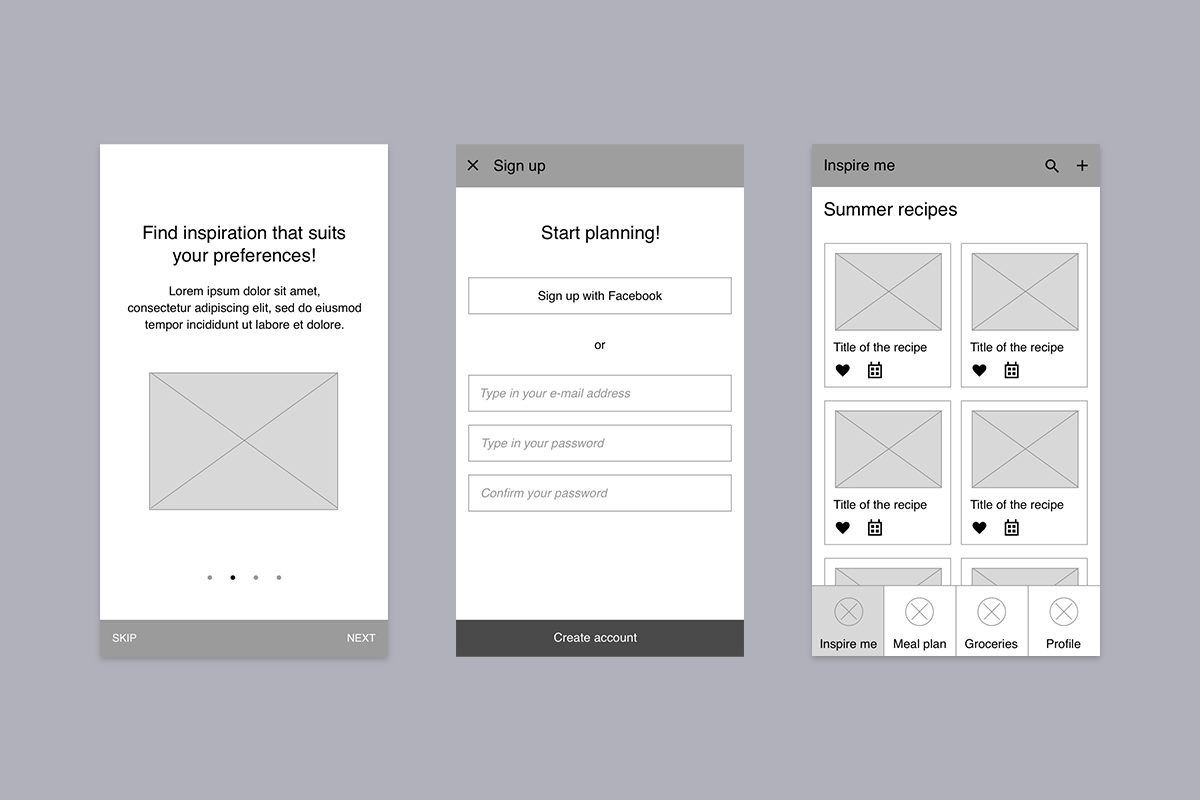 Find inspiration that suits
your preferences!
Lorem ipsum dolor sit amet,
consectetur adipiscing elit, sed do eiusmod
tempor incididunt ut labore et dolore.
SKIP
NEXT
Sign up
Start planning!
Sign up with Facebook
or
Type in your e-mail address
Type in your password
Confirm your password
Create account
Inspire me
Summer recipes
Title of the recipe
Title of the recipe
Title of the recipe
Title of the recipe
Inspire me
Meal plan
Groceries
Profile